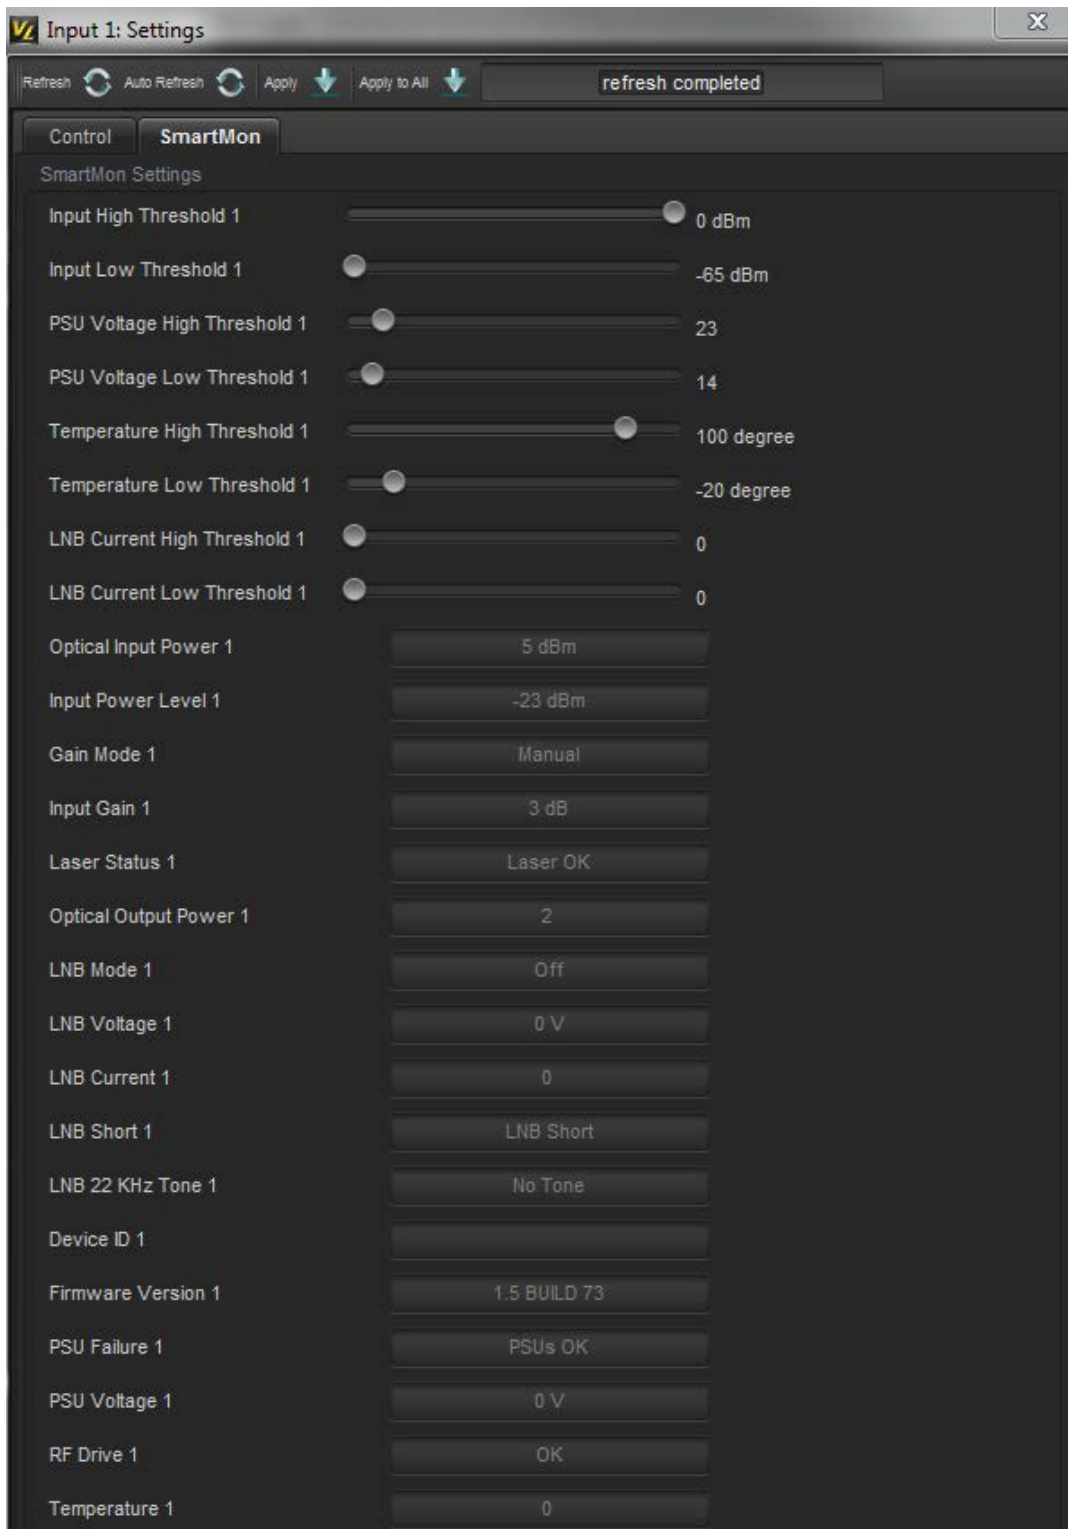 VL Input 1: Settings
Refresh Auto Refresh Apply Apply to All refresh completed
Control SmartMon
SmartMon Settings
Input High Threshold 1 0 dBm
Input Low Threshold 1 -65 dBm
PSU Voltage High Threshold 1 23
PSU Voltage Low Threshold 1 14
Temperature High Threshold 1 100 degree
Temperature Low Threshold 1 -20 degree
LNB Current High Threshold 1 0
LNB Current Low Threshold 1 0
Optical Input Power 1 5 dBm
Input Power Level 1 -23 dBm
Gain Mode 1 Manual
Input Gain 1 3 dB
Laser Status 1 Laser OK
Optical Output Power 1 2
LNB Mode 1 Off
LNB Voltage 1 0 V
LNB Current 1 0
LNB Short 1 LNB Short
LNB 22 KHz Tone 1 No Tone
Device ID 1
Firmware Version 1 1.5 BUILD 73
PSU Failure 1 PSUs OK
PSU Voltage 1 0 V
RF Drive 1 OK
Temperature 1 0